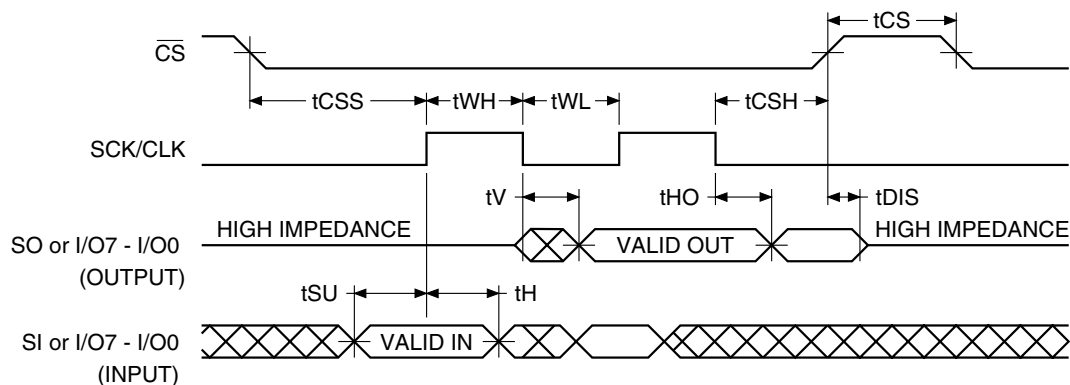 tCS
CS
tCSS
tWH
tWL
tCSH
SCK/CLK
tV
tHO
tDIS
HIGH IMPEDANCE
VALID OUT
HIGH IMPEDANCE
SO or I/O7 - I/O0
(OUTPUT)
tSU
tH
SI or I/O7 - I/O0
VALID IN
(INPUT)